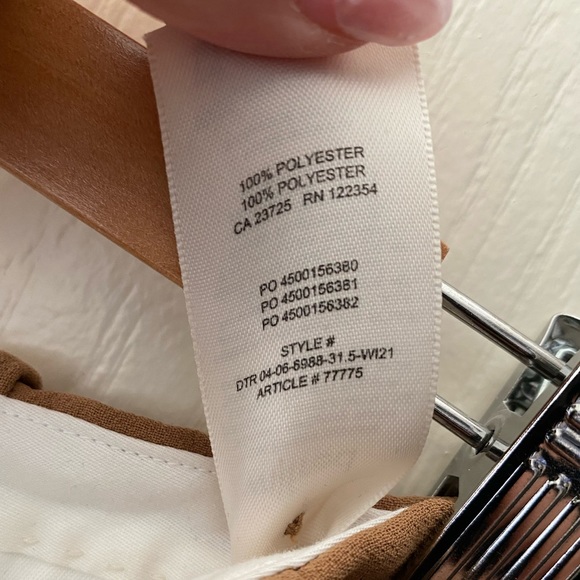 100% POLYESTER
100% POLYESTER
CA 23725 RN 122354
PO 4500156380
PO 4500156381
PO 4500156382
STYLE #
DTR 04-06-6988-31.5-WI21
ARTICLE # 77775